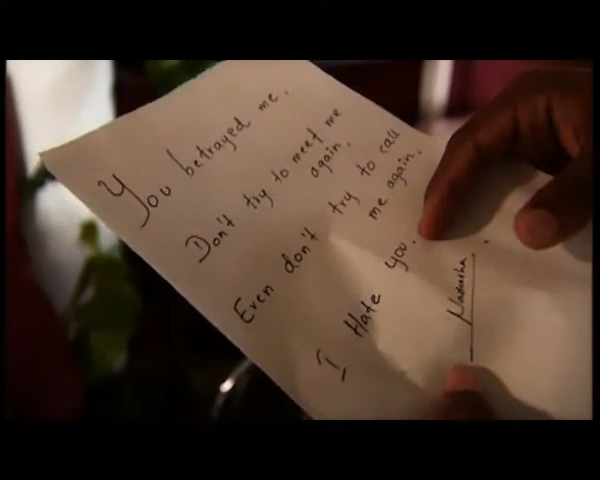 You betrayed me.
Don't try to meet me
again.
Even don't try to call
me again.
I Hate you.